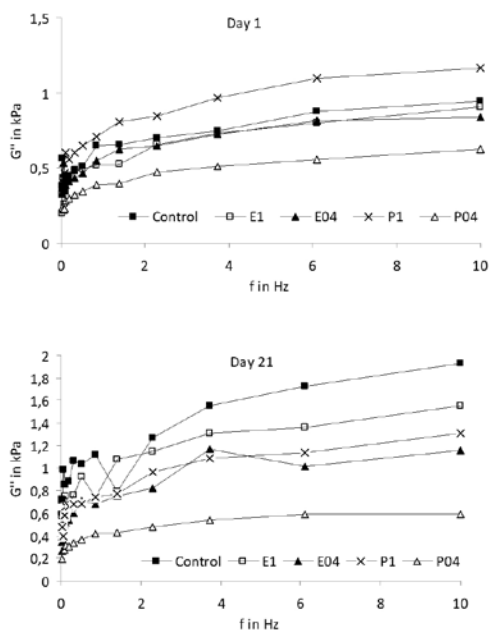 Day 1
1,5
1
0,5
0
G'' in kPa
Control E1 E04 P1 P04
0 2 4 6 8 10
f in Hz
Day 21
2
1,8
1,6
1,4
1,2
1
0,8
0,6
0,4
0,2
0
G'' in kPa
Control E1 E04 P1 P04
0 2 4 6 8 10
f in Hz